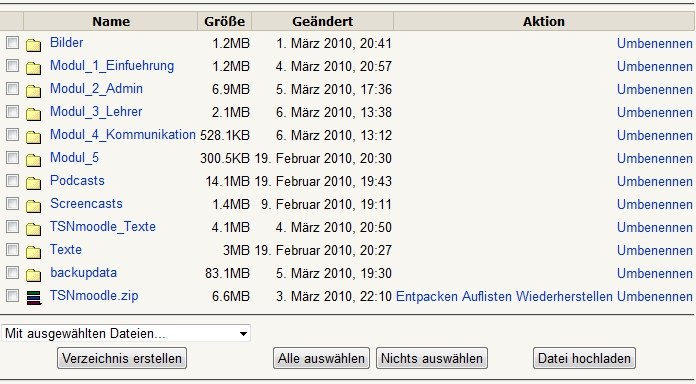 Name Größe Geändert Aktion
Bilder 1.2MB 1. März 2010, 20:41 Umbenennen
Modul_1_Einfuehrung 1.2MB 4. März 2010, 20:57 Umbenennen
Modul_2_Admin 6.9MB 5. März 2010, 17:36 Umbenennen
Modul_3_Lehrer 2.1MB 6. März 2010, 13:38 Umbenennen
Modul_4_Kommunikation 528.1KB 6. März 2010, 13:12 Umbenennen
Modul_5 300.5KB 19. Februar 2010, 20:30 Umbenennen
Podcasts 14.1MB 19. Februar 2010, 19:43 Umbenennen
Screencasts 1.4MB 9. Februar 2010, 19:11 Umbenennen
TSNmoodle_Texte 4.1MB 4. März 2010, 20:50 Umbenennen
Texte 3MB 19. Februar 2010, 20:27 Umbenennen
backupdata 83.1MB 5. März 2010, 19:30 Umbenennen
TSNmoodle.zip 6.6MB 3. März 2010, 22:10 Entpacken Auflisten Wiederherstellen Umbenennen
Mit ausgewählten Dateien...
Verzeichnis erstellen Alle auswählen Nichts auswählen Datei hochladen